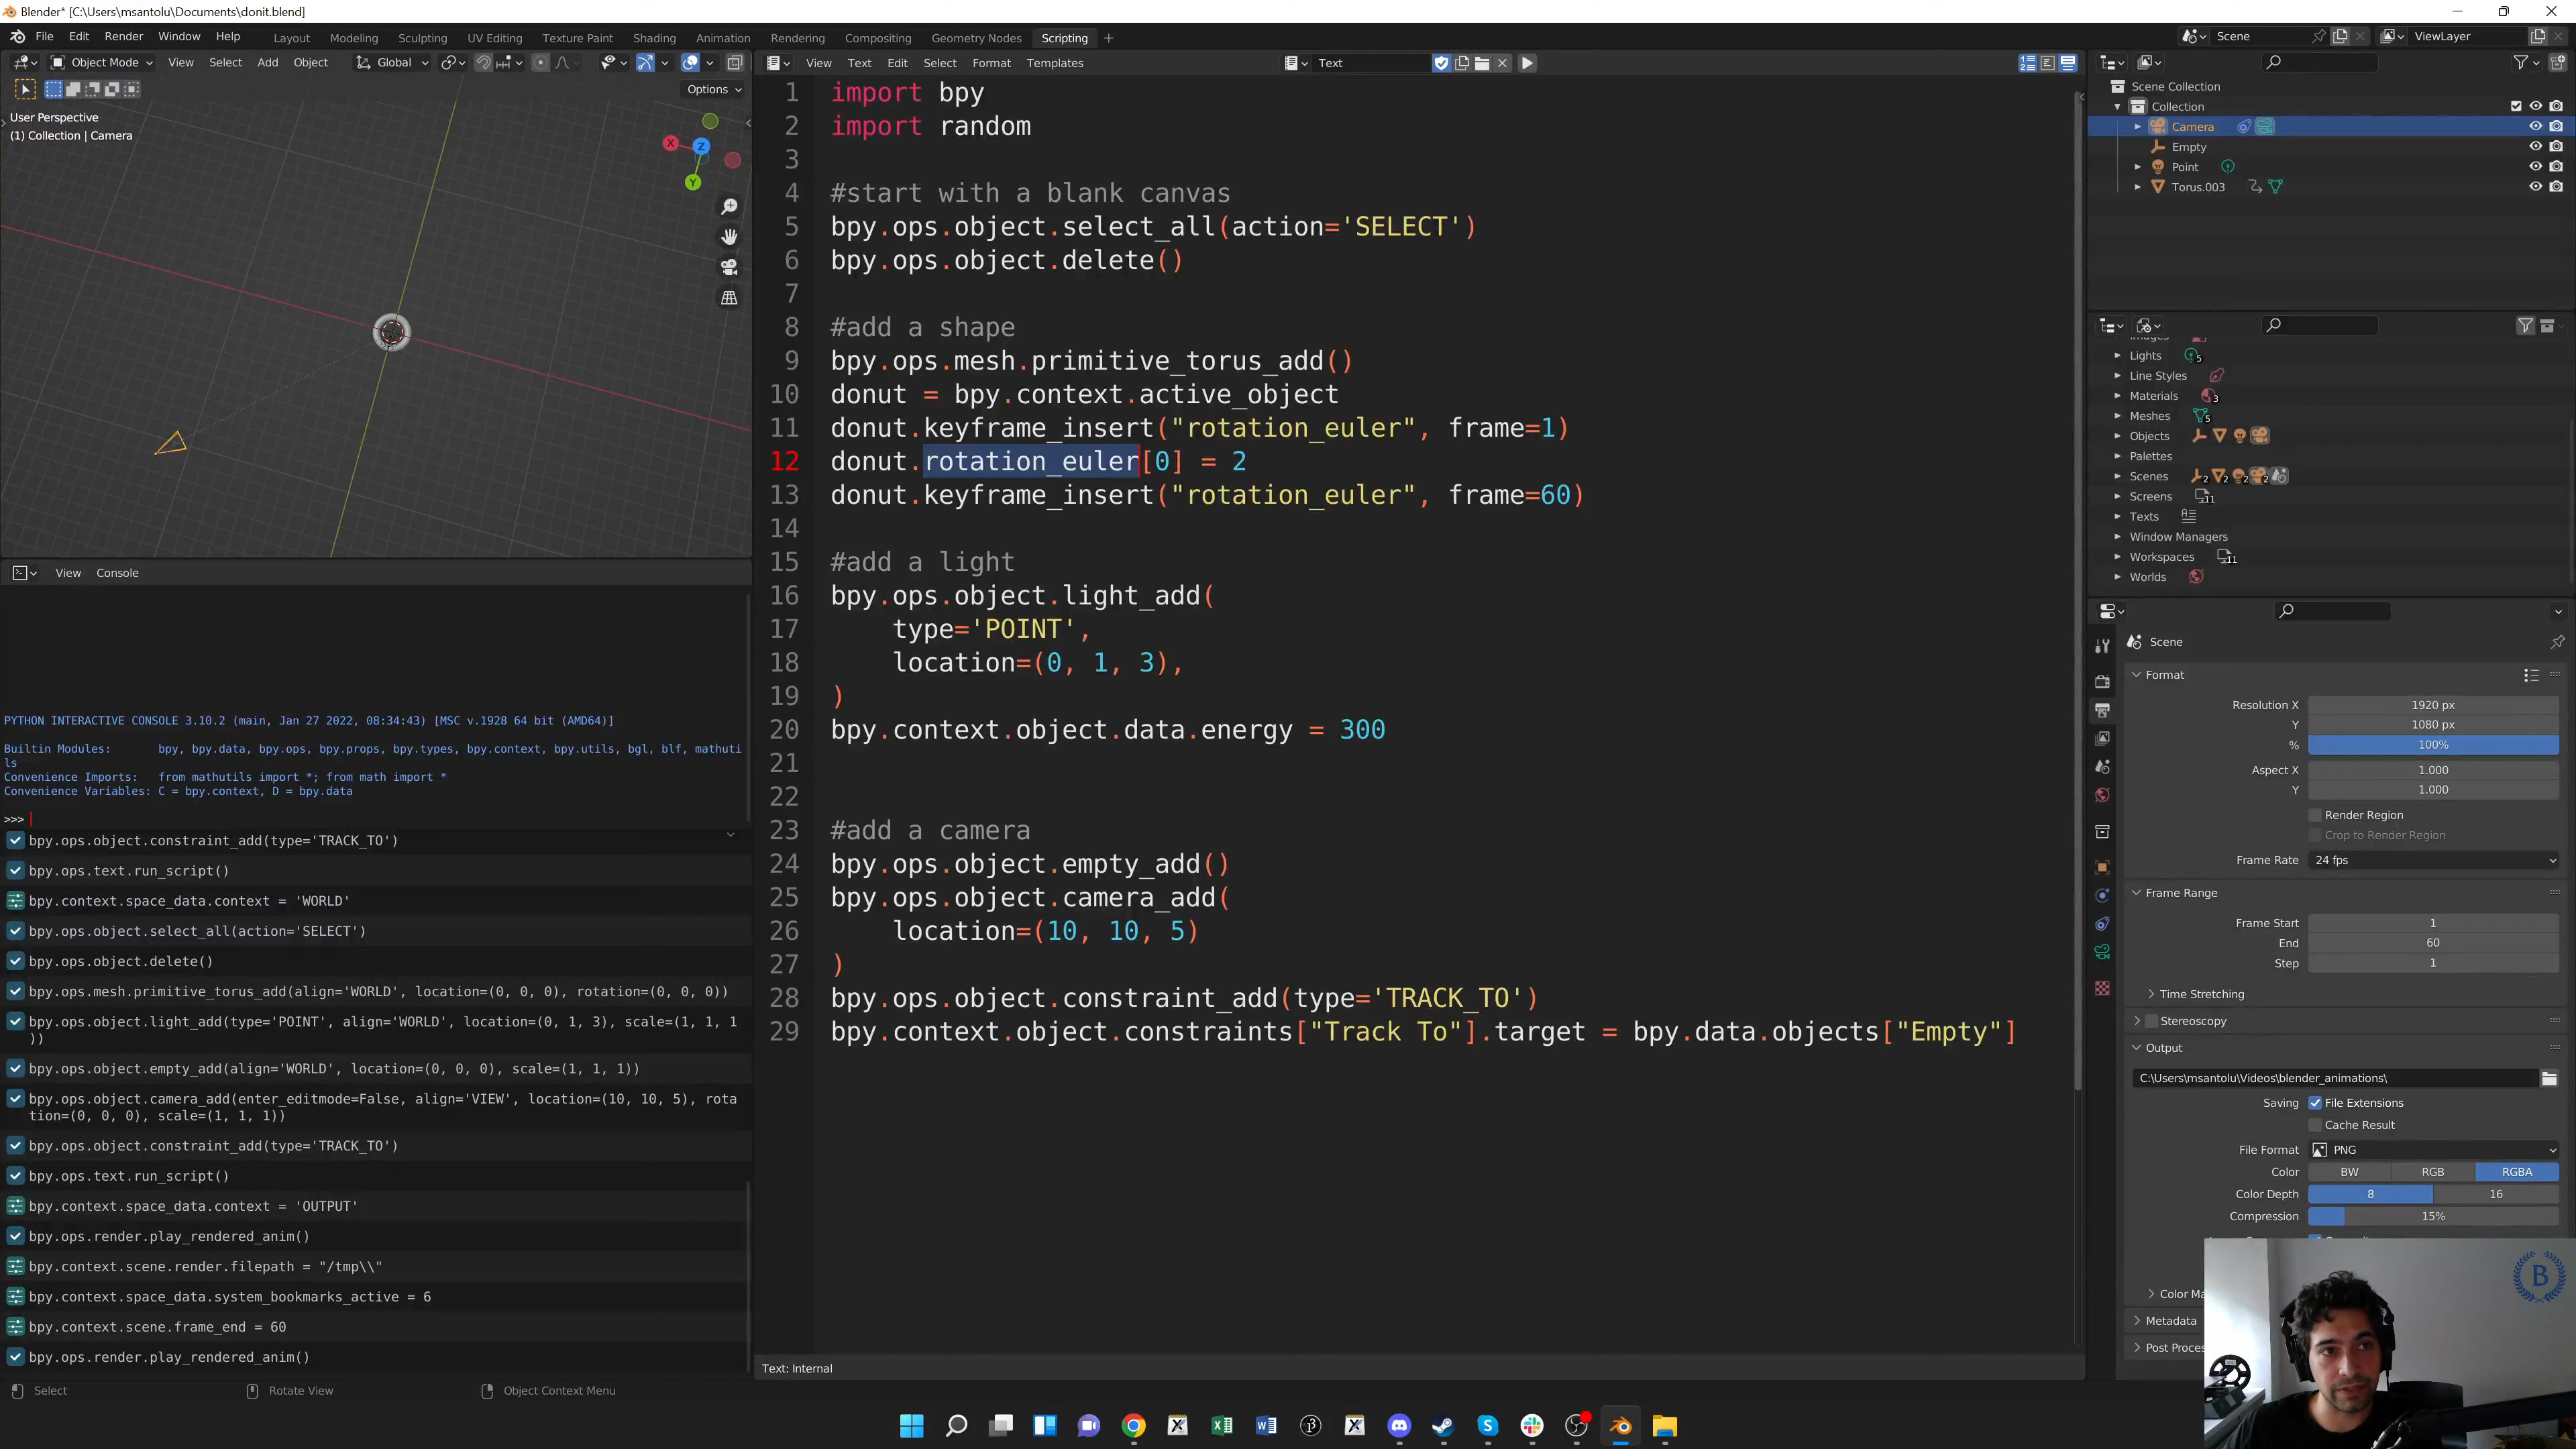 Blender* [C:\Users\msantolu\Documents\donit.blend]
File Edit Render Window Help Layout Modeling Sculpting UV Editing Texture Paint Shading Animation Rendering Compositing Geometry Nodes Scripting + Scene ViewLayer
Object Mode View Select Add Object Global
Options
User Perspective
(1) Collection | Camera
X
Z
Y
View Text Edit Select Format Templates Text
1 import bpy
2 import random
3
4 #start with a blank canvas
5 bpy.ops.object.select_all(action='SELECT')
6 bpy.ops.object.delete()
7
8 #add a shape
9 bpy.ops.mesh.primitive_torus_add()
10 donut = bpy.context.active_object
11 donut.keyframe_insert("rotation_euler", frame=1)
12 donut.rotation_euler[0] = 2
13 donut.keyframe_insert("rotation_euler", frame=60)
14
15 #add a light
16 bpy.ops.object.light_add(
17     type='POINT',
18     location=(0, 1, 3),
19 )
20 bpy.context.object.data.energy = 300
21
22
23 #add a camera
24 bpy.ops.object.empty_add()
25 bpy.ops.object.camera_add(
26     location=(10, 10, 5)
27 )
28 bpy.ops.object.constraint_add(type='TRACK_TO')
29 bpy.context.object.constraints["Track To"].target = bpy.data.objects["Empty"]
Text: Internal
View Console
PYTHON INTERACTIVE CONSOLE 3.10.2 (main, Jan 27 2022, 08:34:43) [MSC v.1928 64 bit (AMD64)]
Builtin Modules: bpy, bpy.data, bpy.ops, bpy.props, bpy.types, bpy.context, bpy.utils, bgl, blf, mathuti
ls
Convenience Imports: from mathutils import *; from math import *
Convenience Variables: C = bpy.context, D = bpy.data
>>>
bpy.ops.object.constraint_add(type='TRACK_TO')
bpy.ops.text.run_script()
bpy.context.space_data.context = 'WORLD'
bpy.ops.object.select_all(action='SELECT')
bpy.ops.object.delete()
bpy.ops.mesh.primitive_torus_add(align='WORLD', location=(0, 0, 0), rotation=(0, 0, 0))
bpy.ops.object.light_add(type='POINT', align='WORLD', location=(0, 1, 3), scale=(1, 1, 1
))
bpy.ops.object.empty_add(align='WORLD', location=(0, 0, 0), scale=(1, 1, 1))
bpy.ops.object.camera_add(enter_editmode=False, align='VIEW', location=(10, 10, 5), rota
tion=(0, 0, 0), scale=(1, 1, 1))
bpy.ops.object.constraint_add(type='TRACK_TO')
bpy.ops.text.run_script()
bpy.context.space_data.context = 'OUTPUT'
bpy.ops.render.play_rendered_anim()
bpy.context.scene.render.filepath = "/tmp\\"
bpy.context.space_data.system_bookmarks_active = 6
bpy.context.scene.frame_end = 60
bpy.ops.render.play_rendered_anim()
Select Rotate View Object Context Menu
Scene Collection
Collection
Camera
Empty
Point
Torus.003
Lights 5
Line Styles
Materials 3
Meshes 5
Objects
Palettes
Scenes 2 2 2 2
Screens 11
Texts
Window Managers
Workspaces 11
Worlds
Scene
Format
Resolution X 1920 px
Y 1080 px
% 100%
Aspect X 1.000
Y 1.000
Render Region
Crop to Render Region
Frame Rate 24 fps
Frame Range
Frame Start 1
End 60
Step 1
Time Stretching
Stereoscopy
Output
C:\Users\msantolu\Videos\blender_animations\
Saving File Extensions
Cache Result
File Format PNG
Color BW RGB RGBA
Color Depth 8 16
Compression 15%
Color Ma
Metadata
Post Proces
B